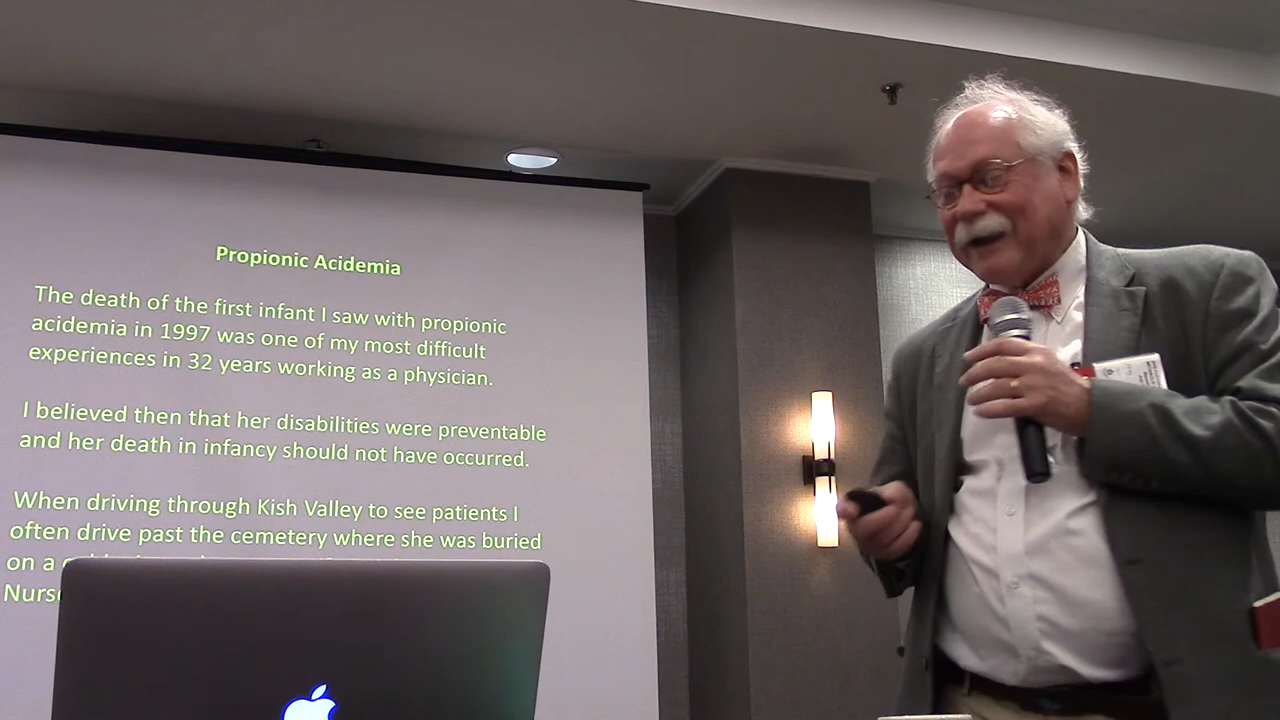 Propionic Acidemia
The death of the first infant I saw with propionic
acidemia in 1997 was one of my most difficult
experiences in 32 years working as a physician.
I believed then that her disabilities were preventable
and her death in infancy should not have occurred.
When driving through Kish Valley to see patients I
often drive past the cemetery where she was buried
on a